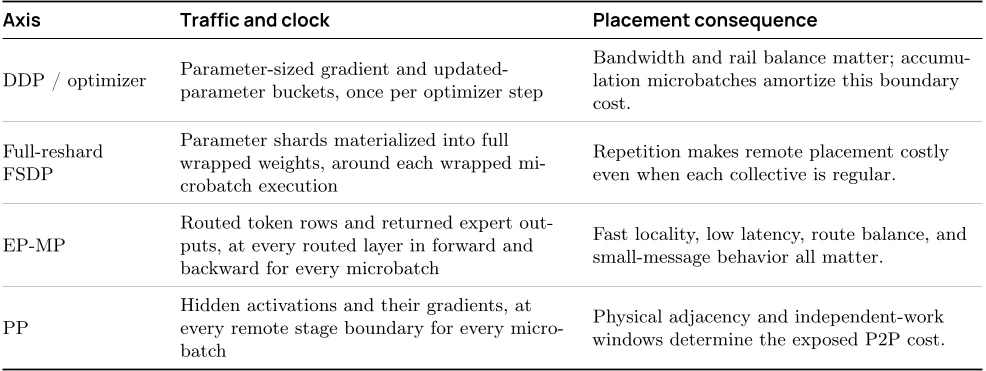 Axis
Traffic and clock
Placement consequence
DDP / optimizer
Parameter-sized gradient and updated-
parameter buckets, once per optimizer step
Bandwidth and rail balance matter; accumu-
lation microbatches amortize this boundary
cost.
Full-reshard
FSDP
Parameter shards materialized into full
wrapped weights, around each wrapped mi-
crobatch execution
Repetition makes remote placement costly
even when each collective is regular.
EP-MP
Routed token rows and returned expert out-
puts, at every routed layer in forward and
backward for every microbatch
Fast locality, low latency, route balance, and
small-message behavior all matter.
PP
Hidden activations and their gradients, at
every remote stage boundary for every micro-
batch
Physical adjacency and independent-work
windows determine the exposed P2P cost.